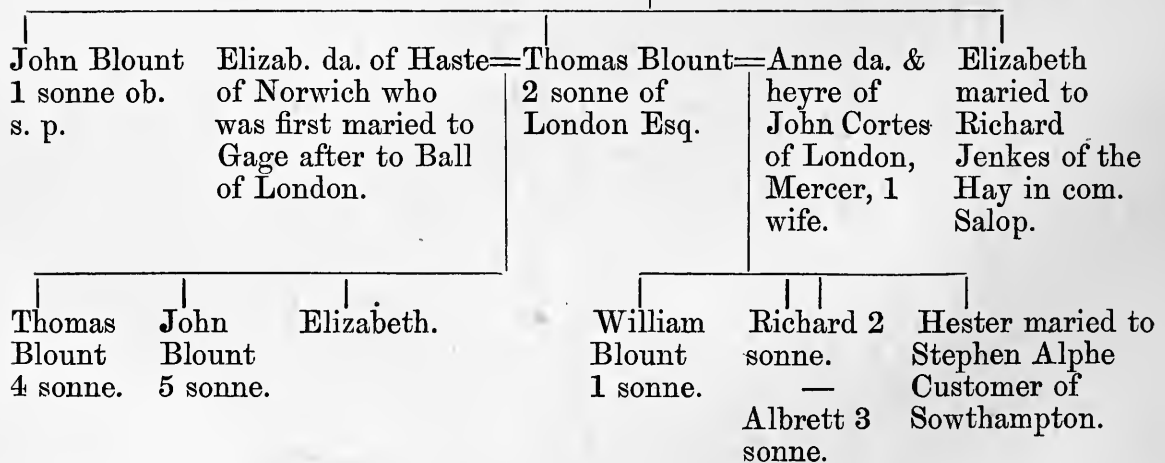 John Blount
1 sonne ob.
s. p.
Elizab. da. of Haste=
of Norwich who
was first maried to
Gage after to Ball
of London.
Thomas Blount=
2 sonne of
London Esq.
Anne da. &
heyre of
John Cortes
of London,
Mercer, 1
wife.
Elizabeth
maried to
Richard
Jenkes of the
Hay in com.
Salop.
Thomas
Blount
4 sonne.
John
Blount
5 sonne.
Elizabeth.
William
Blount
1 sonne.
Richard 2
sonne.
—
Albrett 3
sonne.
Hester maried to
Stephen Alphe
Customer of
Sowthampton.